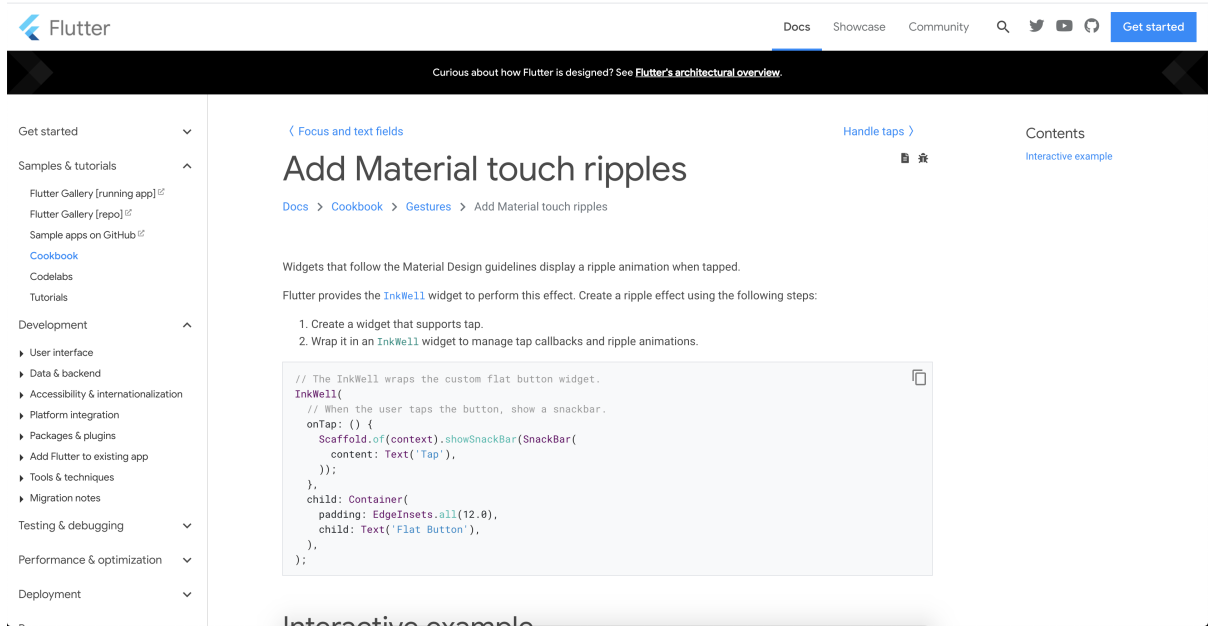 Flutter
Docs
Showcase
Community
Get started
Curious about how Flutter is designed? See Flutter's architectural overview.
Get started
Samples & tutorials
Flutter Gallery [running app]
Flutter Gallery [repo]
Sample apps on GitHub
Cookbook
Codelabs
Tutorials
Development
User interface
Data & backend
Accessibility & internationalization
Platform integration
Packages & plugins
Add Flutter to existing app
Tools & techniques
Migration notes
Testing & debugging
Performance & optimization
Deployment
〈 Focus and text fields
Handle taps 〉
Add Material touch ripples
Docs > Cookbook > Gestures > Add Material touch ripples
Widgets that follow the Material Design guidelines display a ripple animation when tapped.
Flutter provides the InkWell widget to perform this effect. Create a ripple effect using the following steps:
1. Create a widget that supports tap.
2. Wrap it in an InkWell widget to manage tap callbacks and ripple animations.
// The InkWell wraps the custom flat button widget.
InkWell(
  // When the user taps the button, show a snackbar.
  onTap: () {
    Scaffold.of(context).showSnackBar(SnackBar(
      content: Text('Tap'),
    ));
  },
  child: Container(
    padding: EdgeInsets.all(12.0),
    child: Text('Flat Button'),
  ),
);
Interactive example
Contents
Interactive example